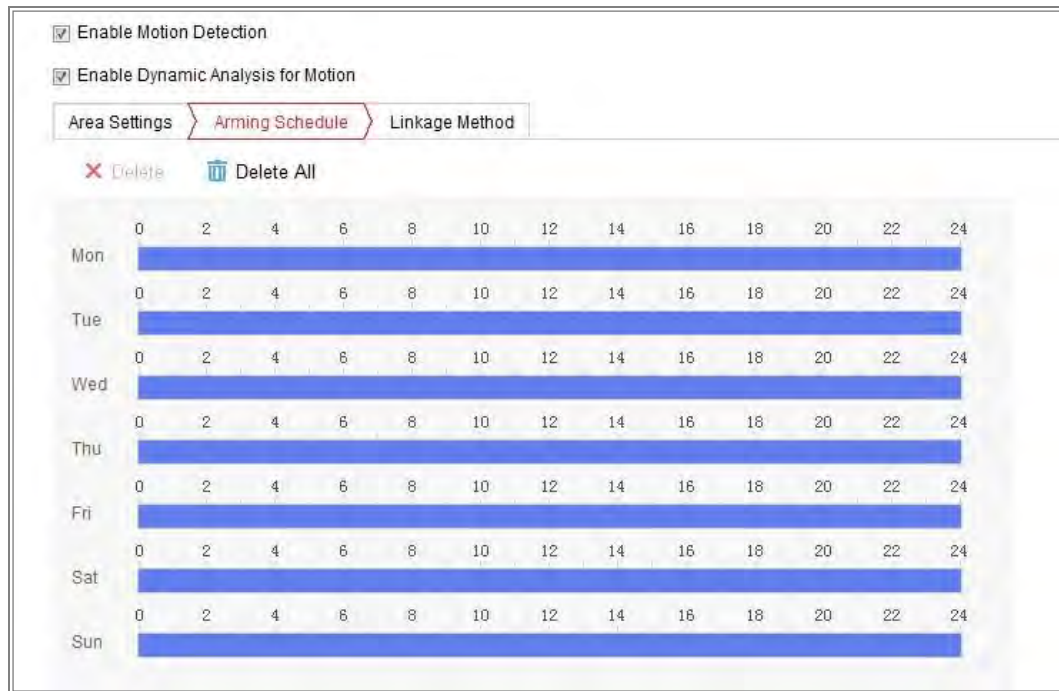 Enable Motion Detection
Enable Dynamic Analysis for Motion
Area Settings Arming Schedule Linkage Method
Delete Delete All
0 2 4 6 8 10 12 14 16 18 20 22 24
Mon
0 2 4 6 8 10 12 14 16 18 20 22 24
Tue
0 2 4 6 8 10 12 14 16 18 20 22 24
Wed
0 2 4 6 8 10 12 14 16 18 20 22 24
Thu
0 2 4 6 8 10 12 14 16 18 20 22 24
Fri
0 2 4 6 8 10 12 14 16 18 20 22 24
Sat
0 2 4 6 8 10 12 14 16 18 20 22 24
Sun